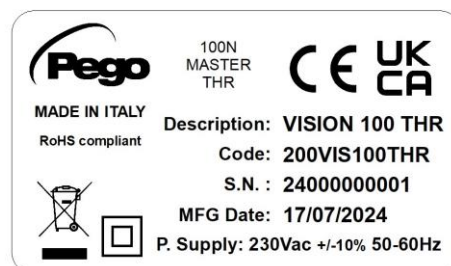 Pego
100N
MASTER
THR
CE
UK
CA
MADE IN ITALY
RoHS compliant
Description: VISION 100 THR
Code: 200VIS100THR
S.N. : 24000000001
MFG Date: 17/07/2024
P. Supply: 230Vac +/-10% 50-60Hz